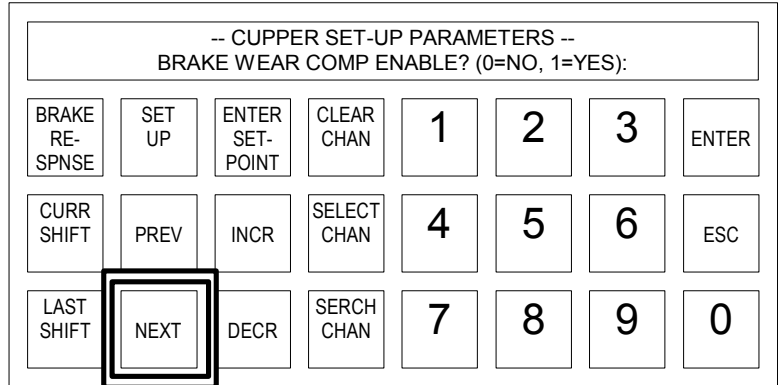 -- CUPPER SET-UP PARAMETERS --
BRAKE WEAR COMP ENABLE? (0=NO, 1=YES):
BRAKE
RE-
SPNSE
SET
UP
ENTER
SET-
POINT
CLEAR
CHAN
1
2
3
ENTER
CURR
SHIFT
PREV
INCR
SELECT
CHAN
4
5
6
ESC
LAST
SHIFT
NEXT
DECR
SERCH
CHAN
7
8
9
0